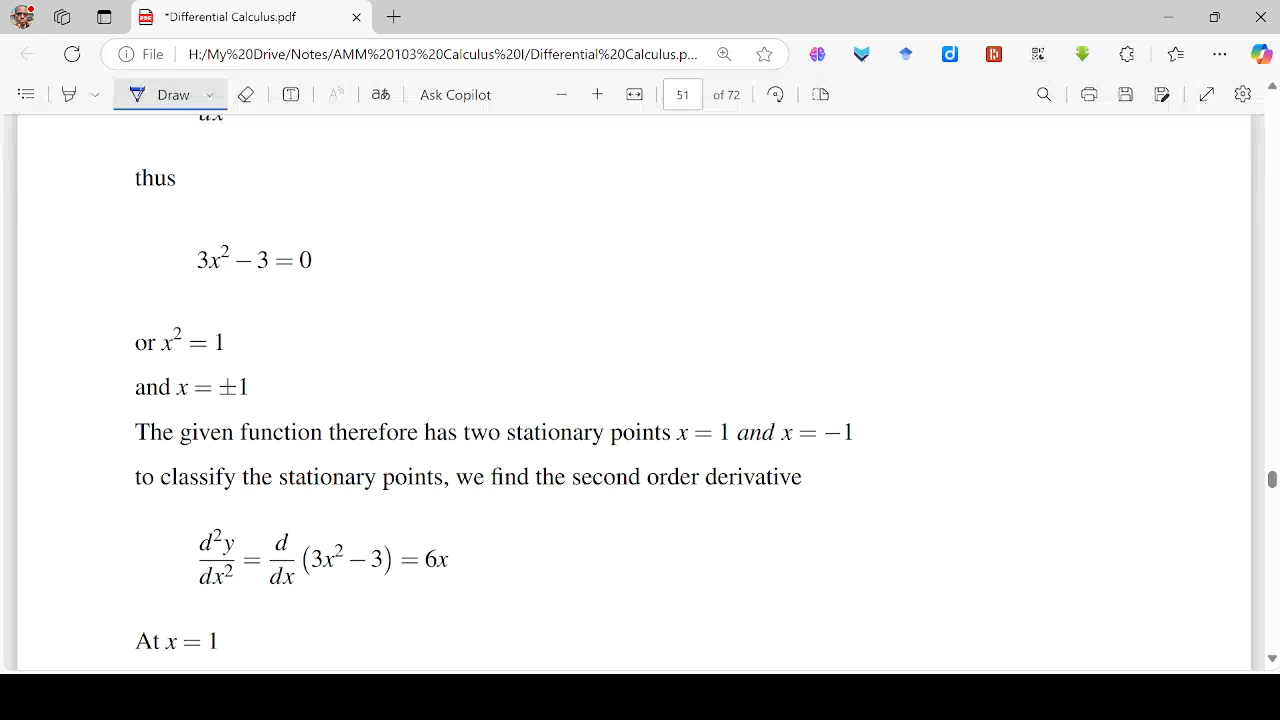 *Differential Calculus.pdf
File | H:/My%20Drive/Notes/AMM%20103%20Calculus%20I/Differential%20Calculus.p...
Draw
aあ
Ask Copilot
51 of 72
dx
thus
3x² − 3 = 0
or x² = 1
and x = ±1
The given function therefore has two stationary points x = 1 and x = −1
to classify the stationary points, we find the second order derivative
d²y/dx² = d/dx (3x² − 3) = 6x
At x = 1